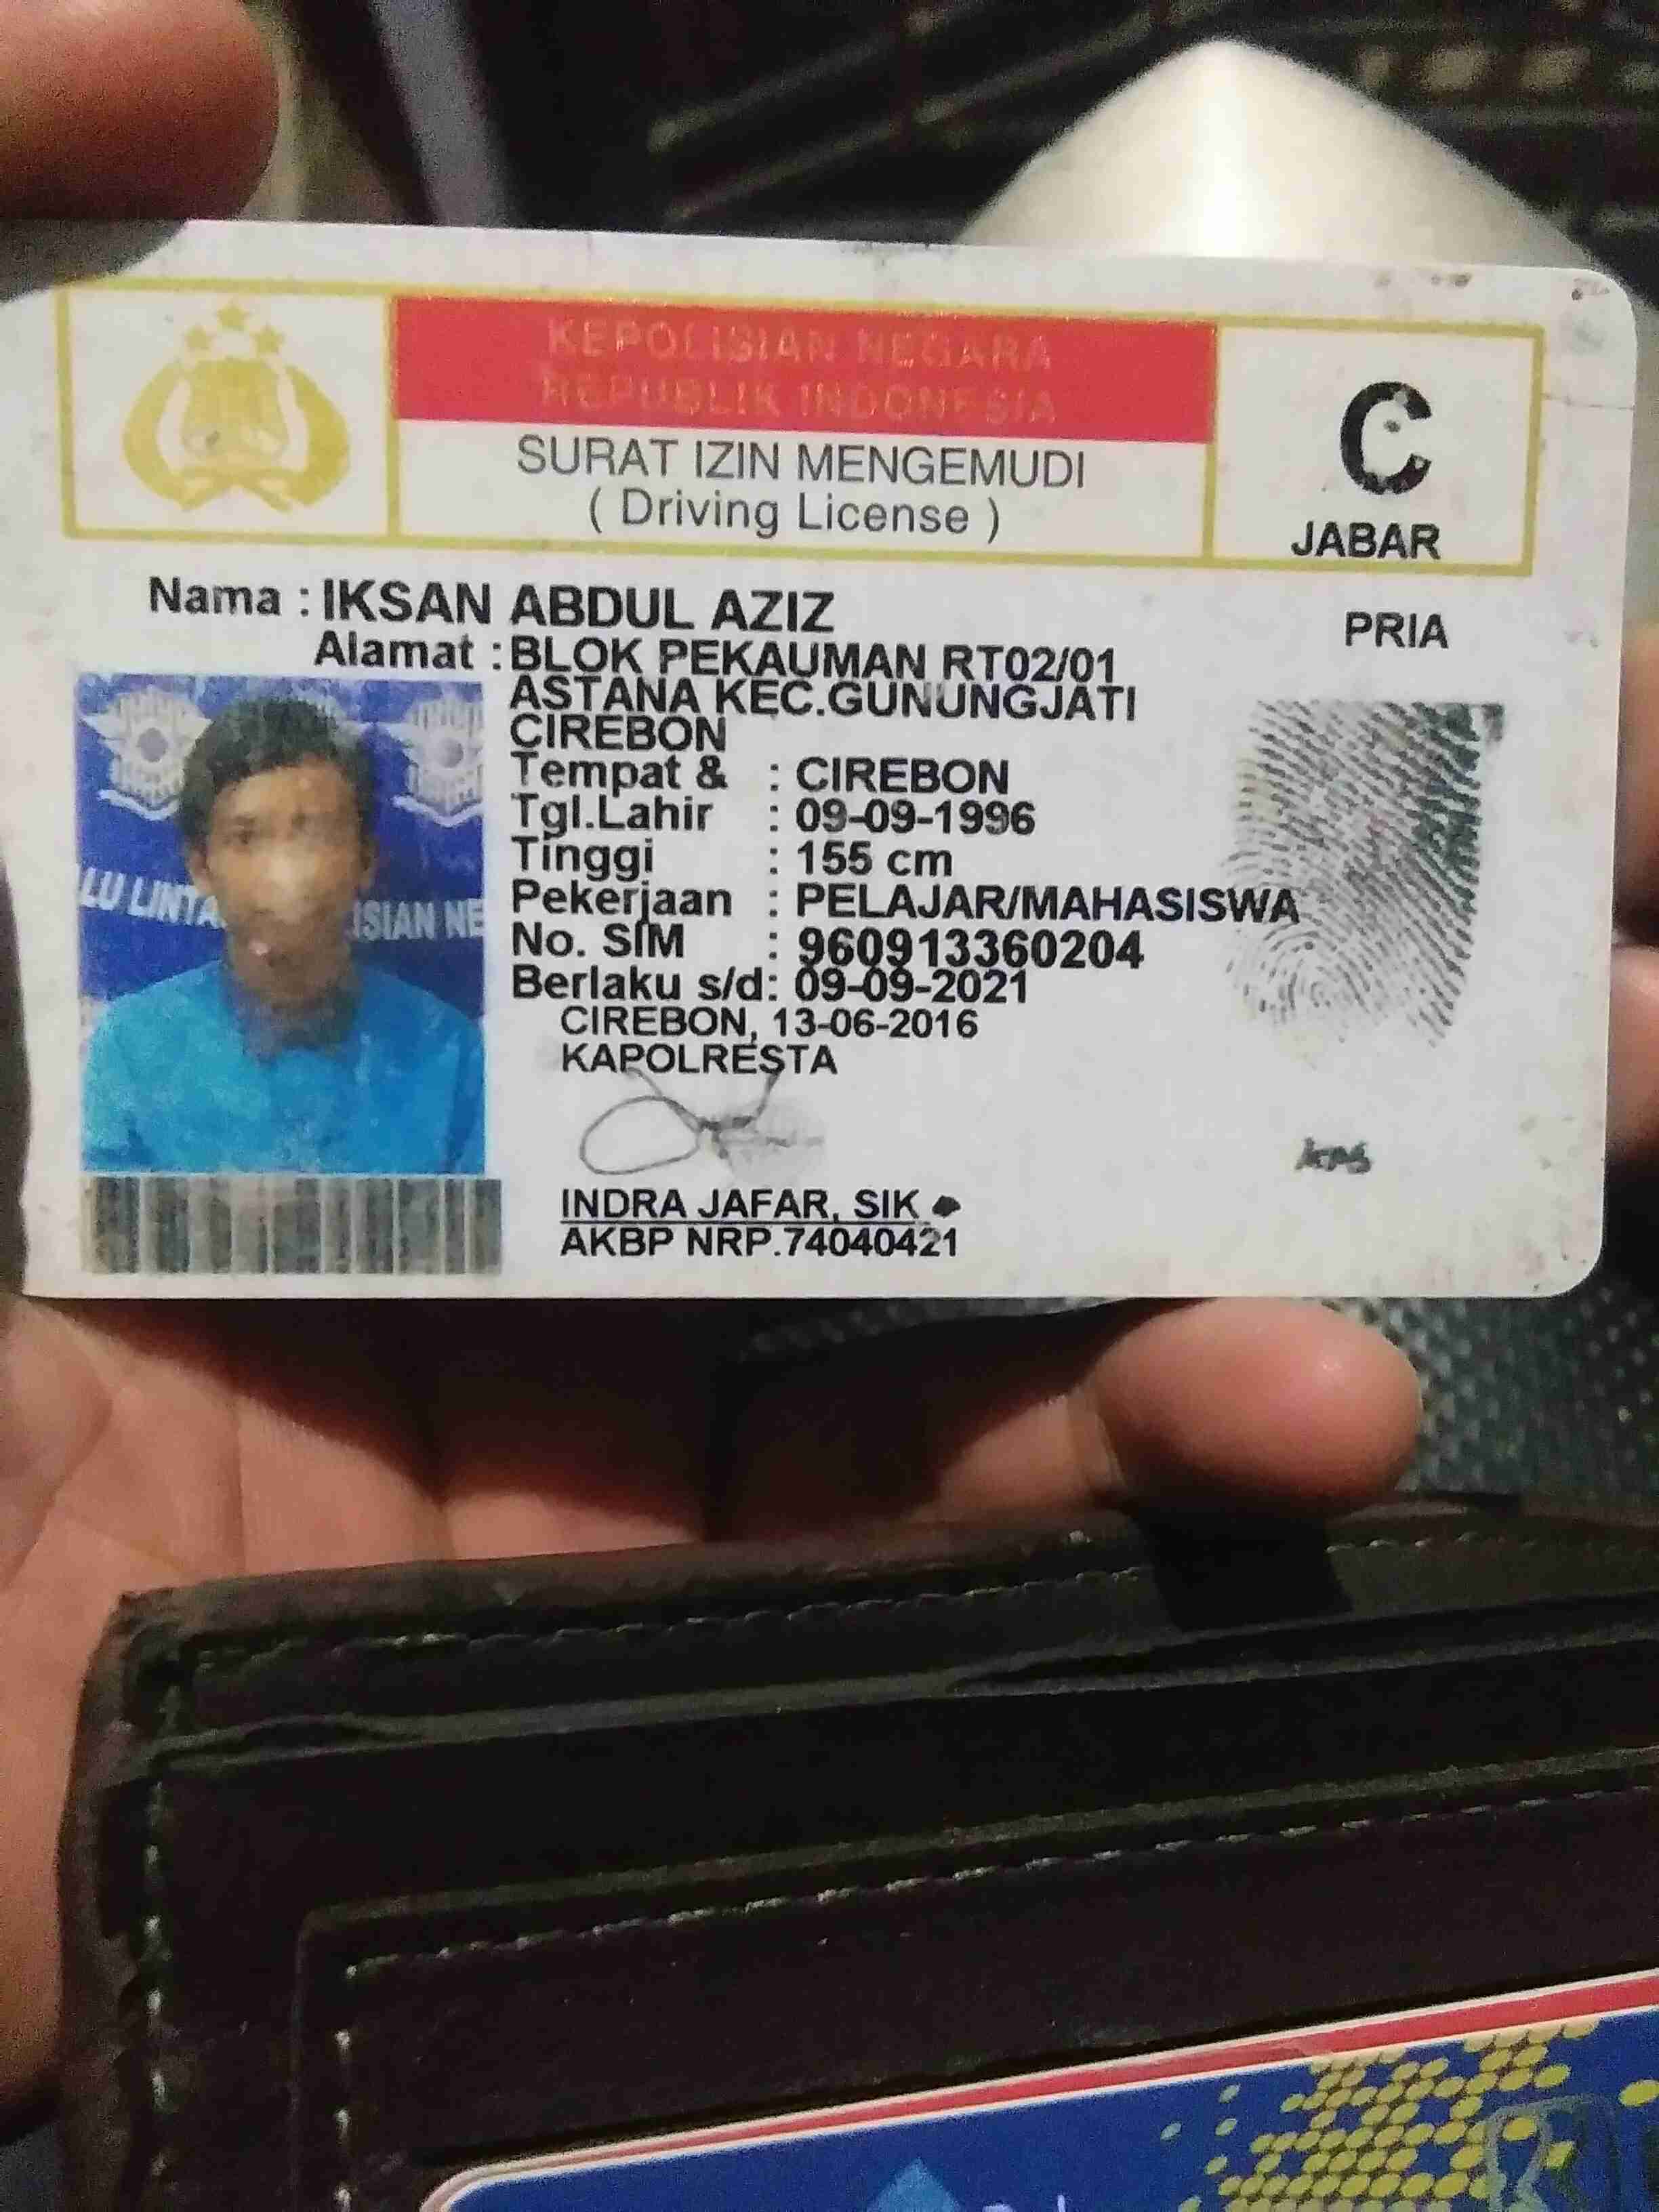 KEPOLISIAN NEGARA
REPUBLIK INDONESIA
SURAT IZIN MENGEMUDI
( Driving License )
C
JABAR
Nama : IKSAN ABDUL AZIZ
PRIA
Alamat : BLOK PEKAUMAN RT02/01
ASTANA KEC.GUNUNGJATI
CIREBON
Tempat & : CIREBON
Tgl.Lahir : 09-09-1996
Tinggi : 155 cm
Pekerjaan : PELAJAR/MAHASISWA
No. SIM : 960913360204
Berlaku s/d: 09-09-2021
CIREBON, 13-06-2016
KAPOLRESTA
INDRA JAFAR, SIK
AKBP NRP.74040421
LU LINTA ISIAN NE